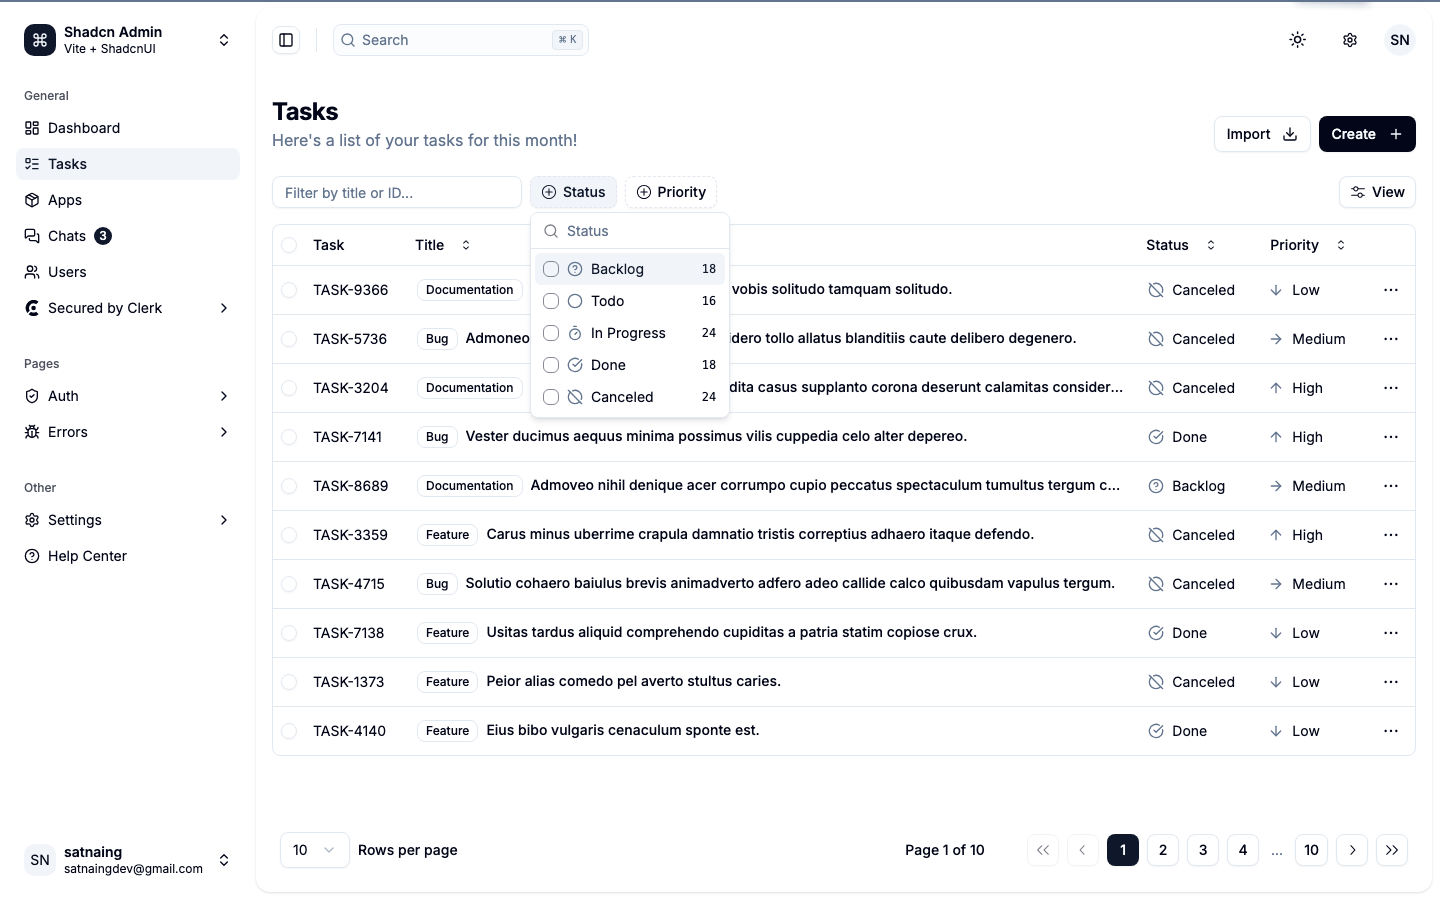 Shadcn Admin
Vite + ShadcnUI
General
Dashboard
Tasks
Apps
Chats 3
Users
Secured by Clerk
Pages
Auth
Errors
Other
Settings
Help Center
SN
satnaing
satnaingdev@gmail.com
Search ⌘ K
SN
Tasks
Here's a list of your tasks for this month!
Import
Create
Filter by title or ID...
Status
Priority
View
Status
Backlog 18
Todo 16
In Progress 24
Done 18
Canceled 24
Task Title Status Priority
TASK-9366 Documentation vobis solitudo tamquam solitudo. Canceled Low
TASK-5736 Bug Admoneo tollo allatus blanditiis caute delibero degenero. Canceled Medium
TASK-3204 Documentation casus supplanto corona deserunt calamitas consider... Canceled High
TASK-7141 Bug Vester ducimus aequus minima possimus vilis cuppedia celo alter depereo. Done High
TASK-8689 Documentation Admoveo nihil denique acer corrumpo cupio peccatus spectaculum tumultus tergum c... Backlog Medium
TASK-3359 Feature Carus minus uberrime crapula damnatio tristis correptius adhaero itaque defendo. Canceled High
TASK-4715 Bug Solutio cohaero baiulus brevis animadverto adfero adeo callide calco quibusdam vapulus tergum. Canceled Medium
TASK-7138 Feature Usitas tardus aliquid comprehendo cupiditas a patria statim copiose crux. Done Low
TASK-1373 Feature Peior alias comedo pel averto stultus caries. Canceled Low
TASK-4140 Feature Eius bibo vulgaris cenaculum sponte est. Done Low
10 Rows per page
Page 1 of 10
1 2 3 4 ... 10